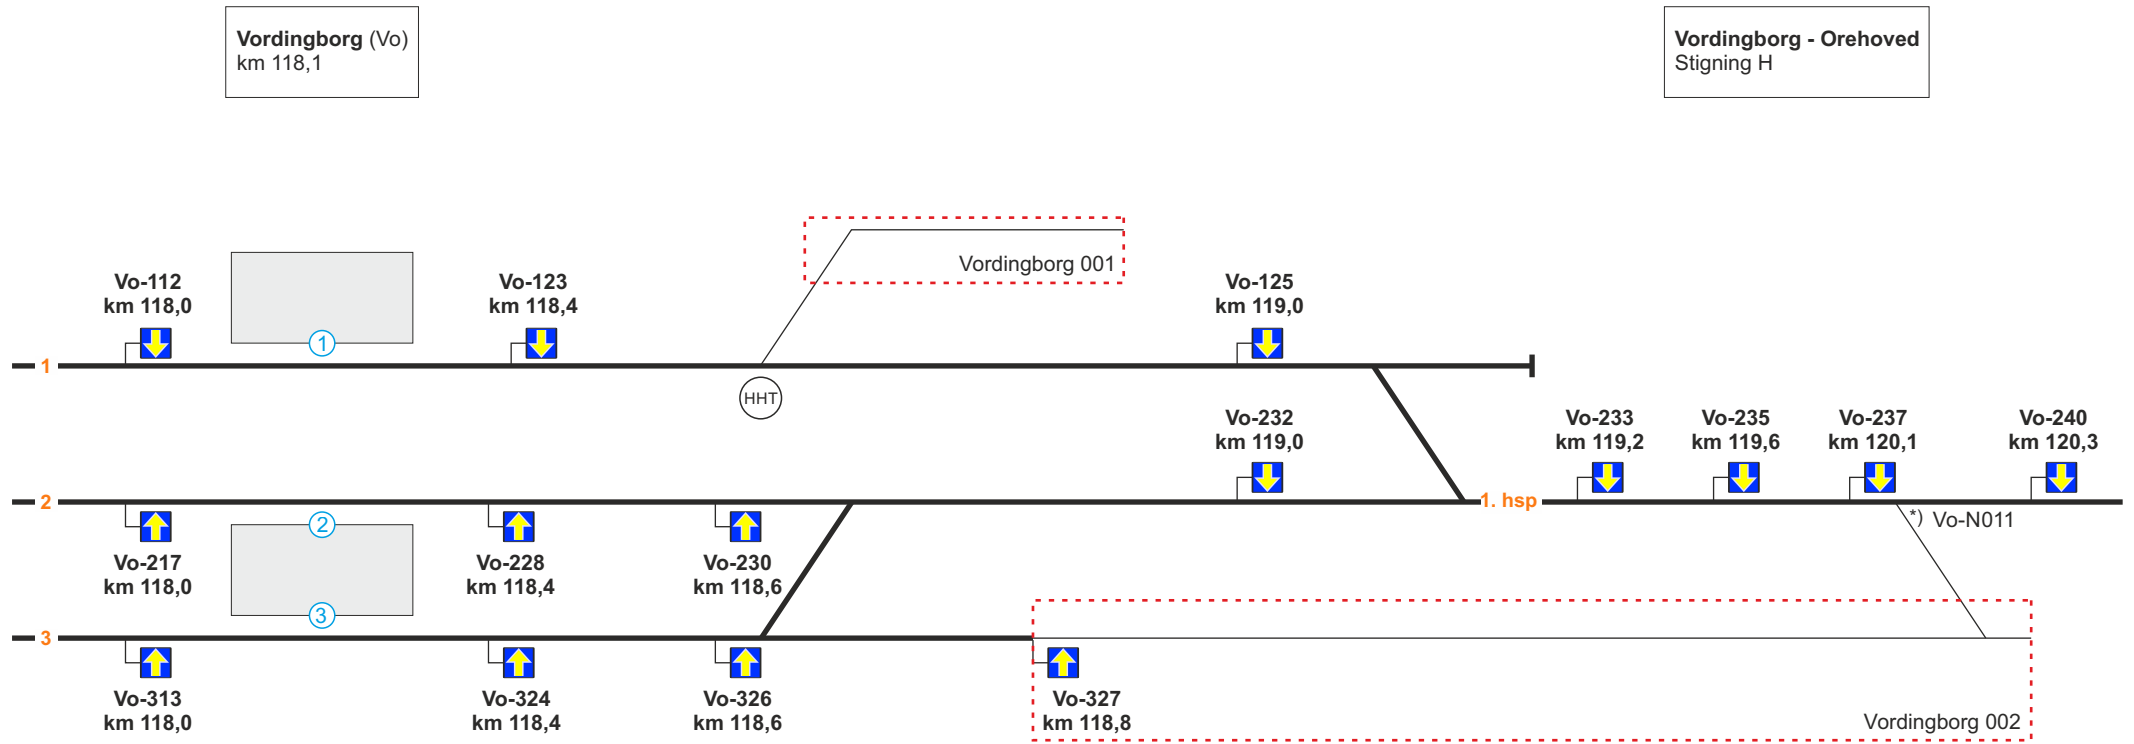 Vordingborg (Vo)
km 118,1
Vordingborg - Orehoved
Stigning H
Vordingborg 001
Vo-112
km 118,0
Vo-123
km 118,4
Vo-125
km 119,0
1
1
HHT
Vo-232
km 119,0
Vo-233
km 119,2
Vo-235
km 119,6
Vo-237
km 120,1
Vo-240
km 120,3
2
1. hsp
2
*) Vo-N011
Vo-217
km 118,0
Vo-228
km 118,4
Vo-230
km 118,6
3
3
Vo-313
km 118,0
Vo-324
km 118,4
Vo-326
km 118,6
Vo-327
km 118,8
Vordingborg 002